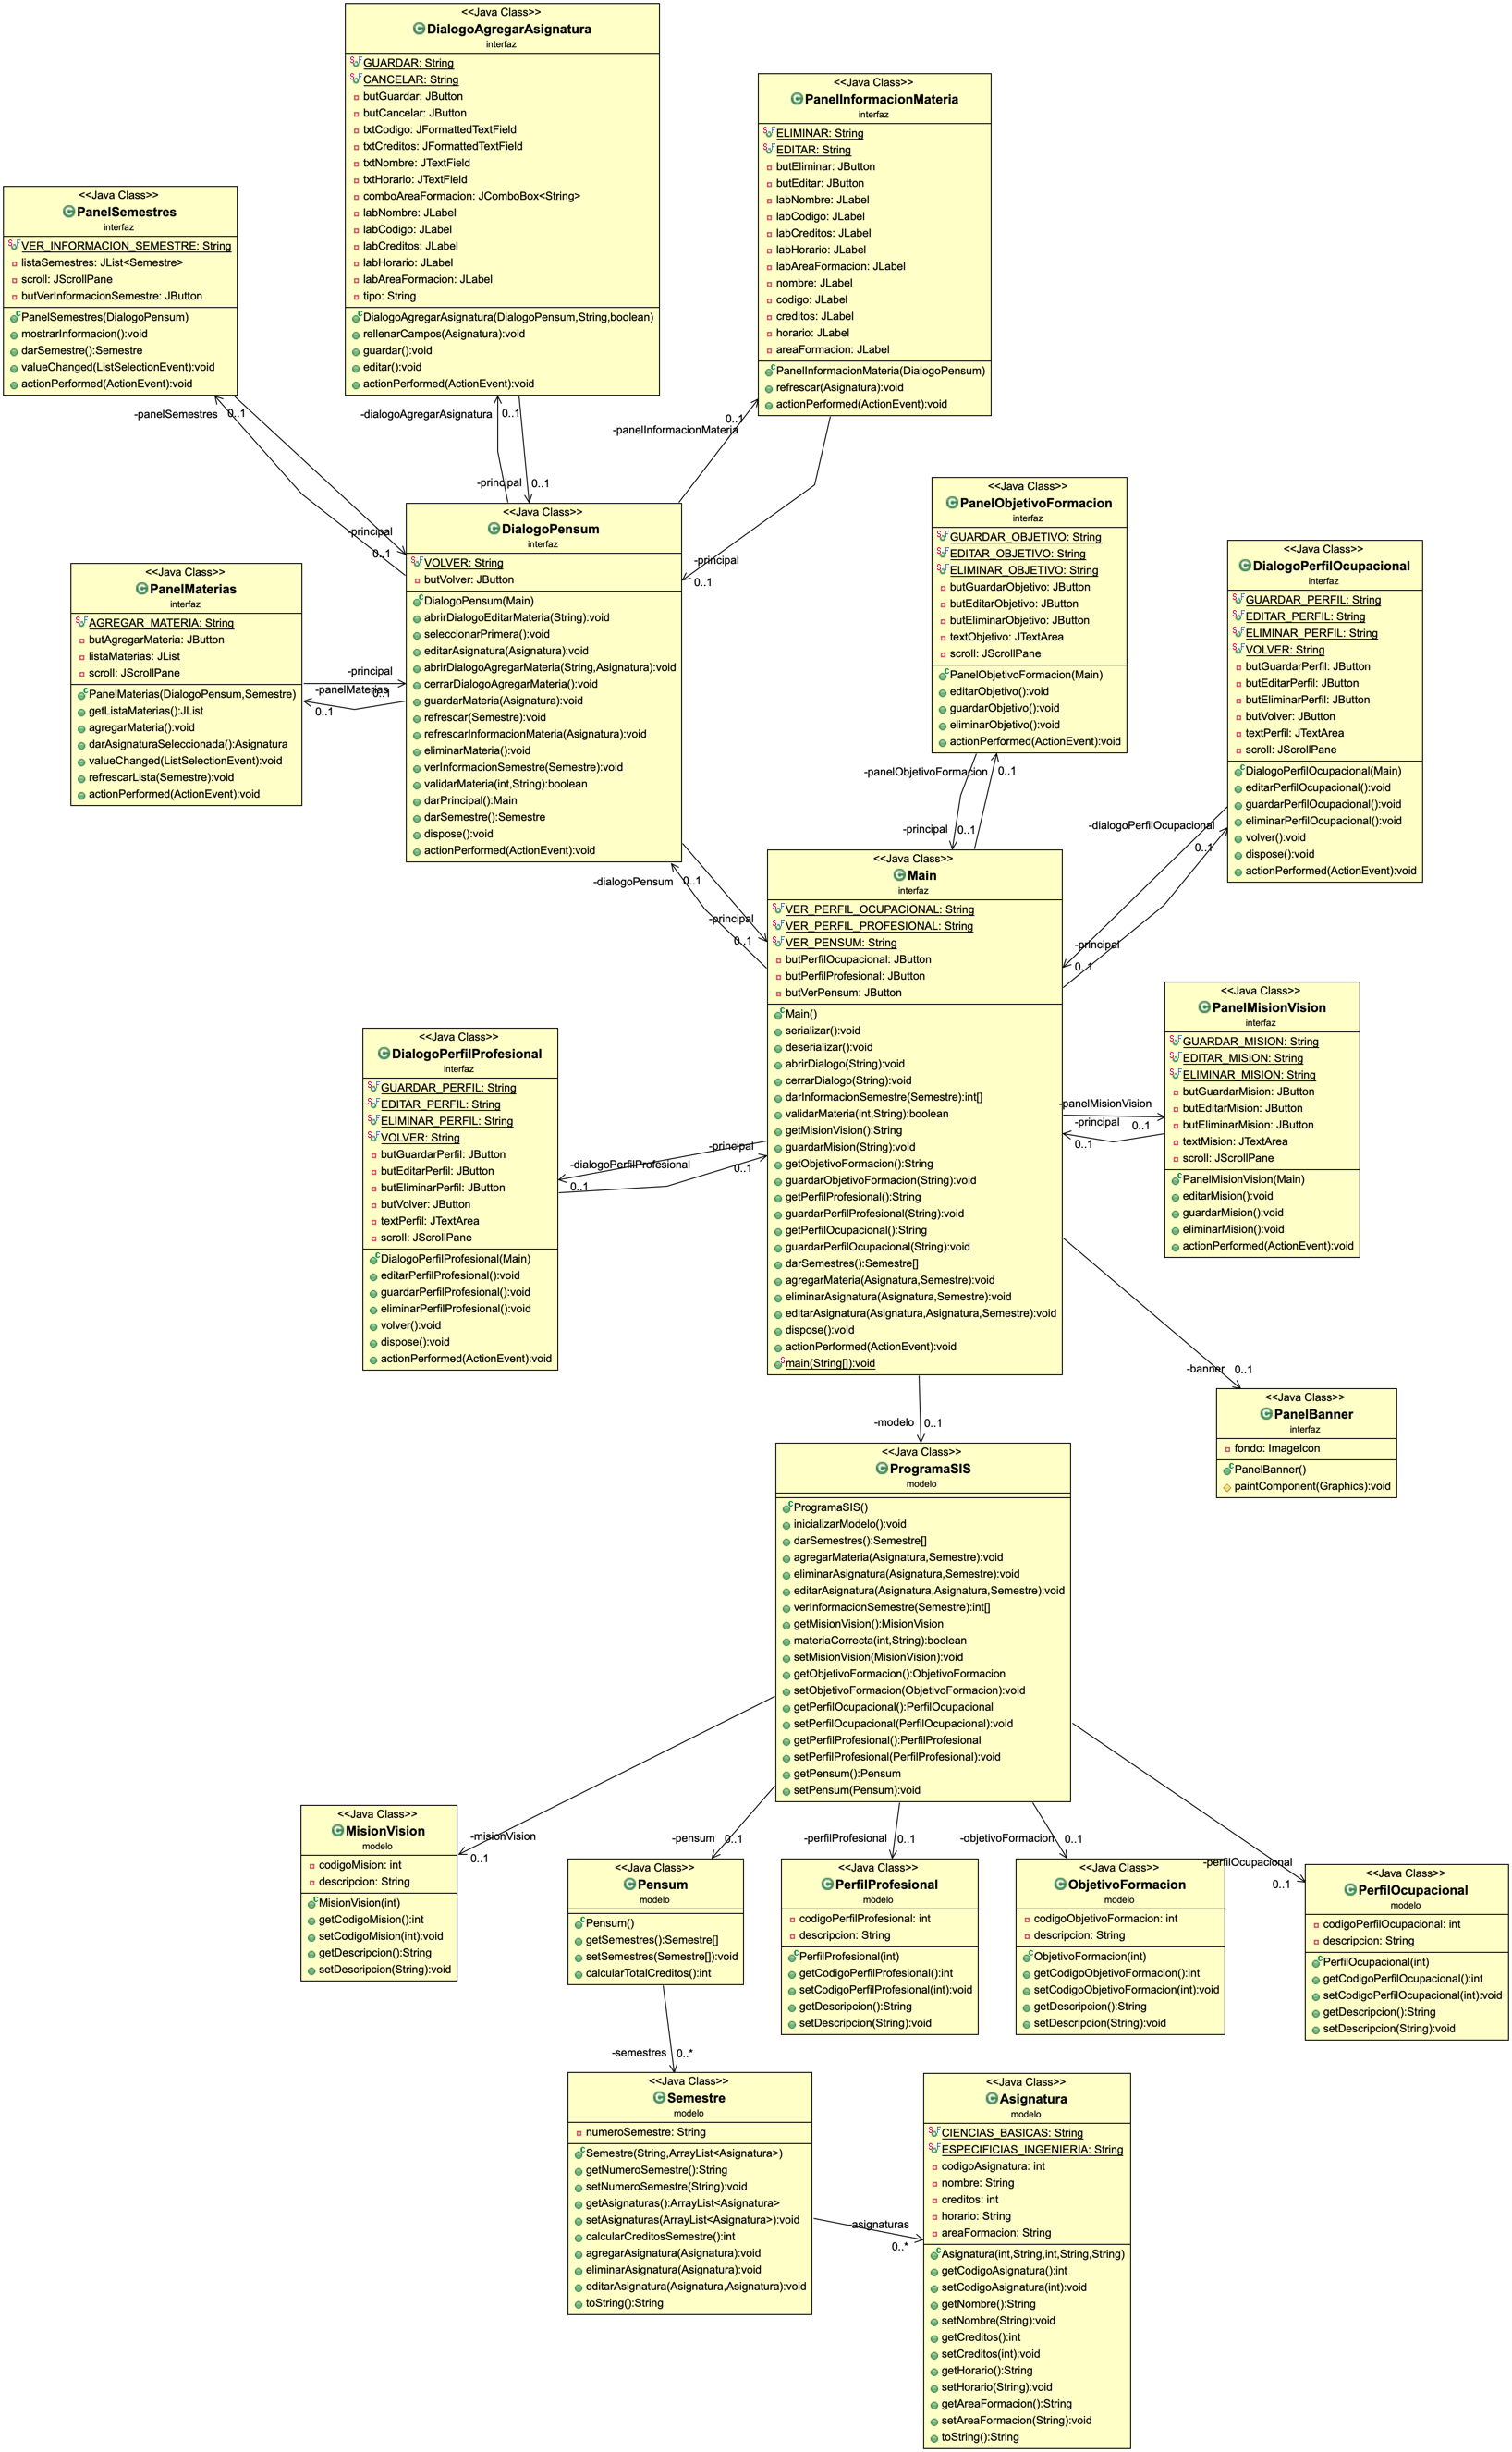 <<Java Class>>
DialogoAgregarAsignatura
interfaz
GUARDAR: String
CANCELAR: String
butGuardar: JButton
butCancelar: JButton
txtCodigo: JFormattedTextField
txtCreditos: JFormattedTextField
txtNombre: JTextField
txtHorario: JTextField
comboAreaFormacion: JComboBox<String>
labNombre: JLabel
labCodigo: JLabel
labCreditos: JLabel
labHorario: JLabel
labAreaFormacion: JLabel
tipo: String
DialogoAgregarAsignatura(DialogoPensum,String,boolean)
rellenarCampos(Asignatura):void
guardar():void
editar():void
actionPerformed(ActionEvent):void
<<Java Class>>
PanelInformacionMateria
interfaz
ELIMINAR: String
EDITAR: String
butEliminar: JButton
butEditar: JButton
labNombre: JLabel
labCodigo: JLabel
labCreditos: JLabel
labHorario: JLabel
labAreaFormacion: JLabel
nombre: JLabel
codigo: JLabel
creditos: JLabel
horario: JLabel
areaFormacion: JLabel
PanelInformacionMateria(DialogoPensum)
refrescar(Asignatura):void
actionPerformed(ActionEvent):void
<<Java Class>>
PanelSemestres
interfaz
VER_INFORMACION_SEMESTRE: String
listaSemestres: JList<Semestre>
scroll: JScrollPane
butVerInformacionSemestre: JButton
PanelSemestres(DialogoPensum)
mostrarInformacion():void
darSemestre():Semestre
valueChanged(ListSelectionEvent):void
actionPerformed(ActionEvent):void
-panelSemestres 0..1
-dialogoAgregarAsignatura 0..1
-panelInformacionMateria 0..1
-principal 0..1
-principal 0..1
-principal 0..1
<<Java Class>>
DialogoPensum
interfaz
VOLVER: String
butVolver: JButton
DialogoPensum(Main)
abrirDialogoEditarMateria(String):void
seleccionarPrimera():void
editarAsignatura(Asignatura):void
abrirDialogoAgregarMateria(String,Asignatura):void
cerrarDialogoAgregarMateria():void
guardarMateria(Asignatura):void
refrescar(Semestre):void
refrescarInformacionMateria(Asignatura):void
eliminarMateria():void
verInformacionSemestre(Semestre):void
validarMateria(int,String):boolean
darPrincipal():Main
darSemestre():Semestre
dispose():void
actionPerformed(ActionEvent):void
<<Java Class>>
PanelMaterias
interfaz
AGREGAR_MATERIA: String
butAgregarMateria: JButton
listaMaterias: JList
scroll: JScrollPane
PanelMaterias(DialogoPensum,Semestre)
getListaMaterias():JList
agregarMateria():void
darAsignaturaSeleccionada():Asignatura
valueChanged(ListSelectionEvent):void
refrescarLista(Semestre):void
actionPerformed(ActionEvent):void
-principal
-panelMaterias 0..1
0..1
<<Java Class>>
PanelObjetivoFormacion
interfaz
GUARDAR_OBJETIVO: String
EDITAR_OBJETIVO: String
ELIMINAR_OBJETIVO: String
butGuardarObjetivo: JButton
butEditarObjetivo: JButton
butEliminarObjetivo: JButton
textObjetivo: JTextArea
scroll: JScrollPane
PanelObjetivoFormacion(Main)
editarObjetivo():void
guardarObjetivo():void
eliminarObjetivo():void
actionPerformed(ActionEvent):void
<<Java Class>>
DialogoPerfilOcupacional
interfaz
GUARDAR_PERFIL: String
EDITAR_PERFIL: String
ELIMINAR_PERFIL: String
VOLVER: String
butGuardarPerfil: JButton
butEditarPerfil: JButton
butEliminarPerfil: JButton
butVolver: JButton
textPerfil: JTextArea
scroll: JScrollPane
DialogoPerfilOcupacional(Main)
editarPerfilOcupacional():void
guardarPerfilOcupacional():void
eliminarPerfilOcupacional():void
volver():void
dispose():void
actionPerformed(ActionEvent):void
-panelObjetivoFormacion 0..1
-principal 0..1
-dialogoPerfilOcupacional
0..1
-dialogoPensum 0..1
-principal
0..1
-principal
0..1
<<Java Class>>
Main
interfaz
VER_PERFIL_OCUPACIONAL: String
VER_PERFIL_PROFESIONAL: String
VER_PENSUM: String
butPerfilOcupacional: JButton
butPerfilProfesional: JButton
butVerPensum: JButton
Main()
serializar():void
deserializar():void
abrirDialogo(String):void
cerrarDialogo(String):void
darInformacionSemestre(Semestre):int[]
validarMateria(int,String):boolean
getMisionVision():String
guardarMision(String):void
getObjetivoFormacion():String
guardarObjetivoFormacion(String):void
getPerfilProfesional():String
guardarPerfilProfesional(String):void
getPerfilOcupacional():String
guardarPerfilOcupacional(String):void
darSemestres():Semestre[]
agregarMateria(Asignatura,Semestre):void
eliminarAsignatura(Asignatura,Semestre):void
editarAsignatura(Asignatura,Asignatura,Semestre):void
dispose():void
actionPerformed(ActionEvent):void
main(String[]):void
<<Java Class>>
PanelMisionVision
interfaz
GUARDAR_MISION: String
EDITAR_MISION: String
ELIMINAR_MISION: String
butGuardarMision: JButton
butEditarMision: JButton
butEliminarMision: JButton
textMision: JTextArea
scroll: JScrollPane
PanelMisionVision(Main)
editarMision():void
guardarMision():void
eliminarMision():void
actionPerformed(ActionEvent):void
-panelMisionVision
-principal 0..1
0..1
<<Java Class>>
DialogoPerfilProfesional
interfaz
GUARDAR_PERFIL: String
EDITAR_PERFIL: String
ELIMINAR_PERFIL: String
VOLVER: String
butGuardarPerfil: JButton
butEditarPerfil: JButton
butEliminarPerfil: JButton
butVolver: JButton
textPerfil: JTextArea
scroll: JScrollPane
DialogoPerfilProfesional(Main)
editarPerfilProfesional():void
guardarPerfilProfesional():void
eliminarPerfilProfesional():void
volver():void
dispose():void
actionPerformed(ActionEvent):void
-principal
-dialogoPerfilProfesional 0..1
0..1
-banner 0..1
<<Java Class>>
PanelBanner
interfaz
fondo: ImageIcon
PanelBanner()
paintComponent(Graphics):void
-modelo 0..1
<<Java Class>>
ProgramaSIS
modelo
ProgramaSIS()
inicializarModelo():void
darSemestres():Semestre[]
agregarMateria(Asignatura,Semestre):void
eliminarAsignatura(Asignatura,Semestre):void
editarAsignatura(Asignatura,Asignatura,Semestre):void
verInformacionSemestre(Semestre):int[]
getMisionVision():MisionVision
materiaCorrecta(int,String):boolean
setMisionVision(MisionVision):void
getObjetivoFormacion():ObjetivoFormacion
setObjetivoFormacion(ObjetivoFormacion):void
getPerfilOcupacional():PerfilOcupacional
setPerfilOcupacional(PerfilOcupacional):void
getPerfilProfesional():PerfilProfesional
setPerfilProfesional(PerfilProfesional):void
getPensum():Pensum
setPensum(Pensum):void
-misionVision
0..1
-pensum 0..1
-perfilProfesional 0..1
-objetivoFormacion 0..1
-perfilOcupacional
0..1
<<Java Class>>
MisionVision
modelo
codigoMision: int
descripcion: String
MisionVision(int)
getCodigoMision():int
setCodigoMision(int):void
getDescripcion():String
setDescripcion(String):void
<<Java Class>>
Pensum
modelo
Pensum()
getSemestres():Semestre[]
setSemestres(Semestre[]):void
calcularTotalCreditos():int
<<Java Class>>
PerfilProfesional
modelo
codigoPerfilProfesional: int
descripcion: String
PerfilProfesional(int)
getCodigoPerfilProfesional():int
setCodigoPerfilProfesional(int):void
getDescripcion():String
setDescripcion(String):void
<<Java Class>>
ObjetivoFormacion
modelo
codigoObjetivoFormacion: int
descripcion: String
ObjetivoFormacion(int)
getCodigoObjetivoFormacion():int
setCodigoObjetivoFormacion(int):void
getDescripcion():String
setDescripcion(String):void
<<Java Class>>
PerfilOcupacional
modelo
codigoPerfilOcupacional: int
descripcion: String
PerfilOcupacional(int)
getCodigoPerfilOcupacional():int
setCodigoPerfilOcupacional(int):void
getDescripcion():String
setDescripcion(String):void
-semestres 0..*
<<Java Class>>
Semestre
modelo
numeroSemestre: String
Semestre(String,ArrayList<Asignatura>)
getNumeroSemestre():String
setNumeroSemestre(String):void
getAsignaturas():ArrayList<Asignatura>
setAsignaturas(ArrayList<Asignatura>):void
calcularCreditosSemestre():int
agregarAsignatura(Asignatura):void
eliminarAsignatura(Asignatura):void
editarAsignatura(Asignatura,Asignatura):void
toString():String
-asignaturas
0..*
<<Java Class>>
Asignatura
modelo
CIENCIAS_BASICAS: String
ESPECIFICIAS_INGENIERIA: String
codigoAsignatura: int
nombre: String
creditos: int
horario: String
areaFormacion: String
Asignatura(int,String,int,String,String)
getCodigoAsignatura():int
setCodigoAsignatura(int):void
getNombre():String
setNombre(String):void
getCreditos():int
setCreditos(int):void
getHorario():String
setHorario(String):void
getAreaFormacion():String
setAreaFormacion(String):void
toString():String